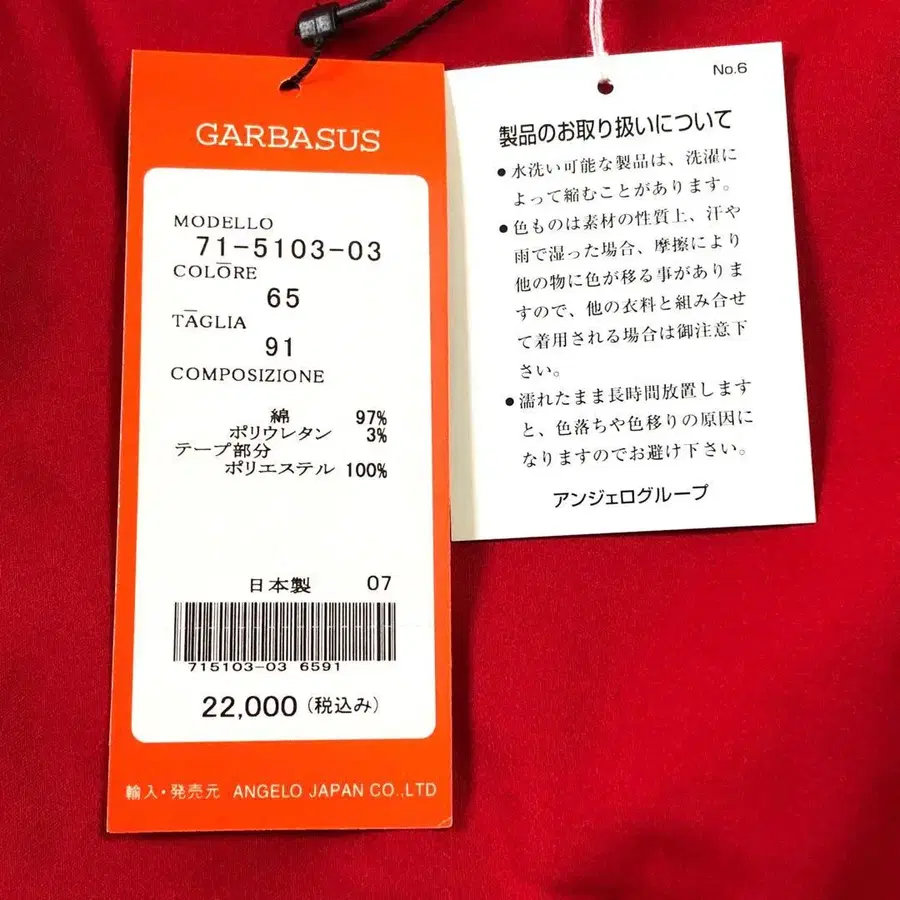 GARBASUS
MODELLO
71-5103-03
COLORE
65
TAGLIA
91
COMPOSIZIONE
綿 97%
ポリウレタン 3%
テープ部分
ポリエステル 100%
日本製 07
715103-03 6591
22,000 (税込み)
輸入・発売元 ANGELO JAPAN CO.,LTD
No.6
製品のお取り扱いについて
●水洗い可能な製品は、洗濯に
よって縮むことがあります。
●色ものは素材の性質上、汗や
雨で湿った場合、摩擦により
他の物に色が移る事がありま
すので、他の衣料と組み合せ
て着用される場合は御注意下
さい。
●濡れたまま長時間放置します
と、色落ちや色移りの原因に
なりますのでお避け下さい。
アンジェログループ